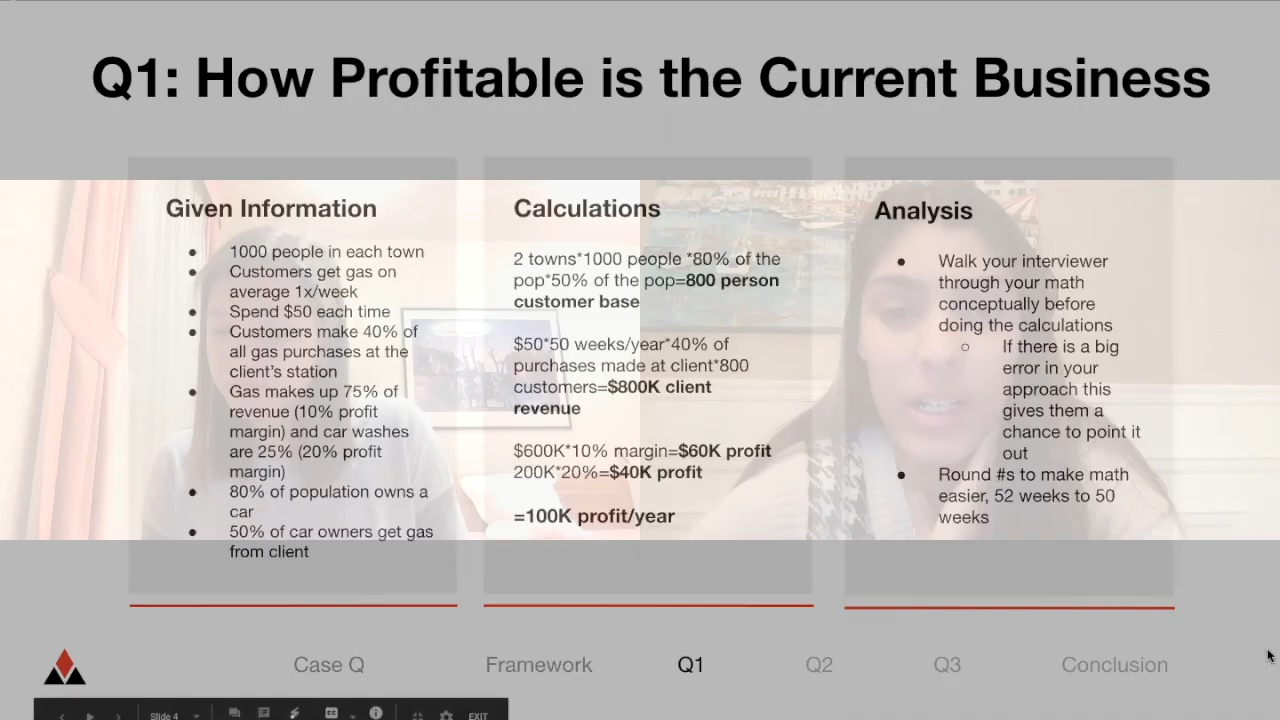 Q1: How Profitable is the Current Business
Given Information
● 1000 people in each town
● Customers get gas on
average 1x/week
● Spend $50 each time
● Customers make 40% of
all gas purchases at the
client's station
● Gas makes up 75% of
revenue (10% profit
margin) and car washes
are 25% (20% profit
margin)
● 80% of population owns a
car
● 50% of car owners get gas
from client
Calculations
2 towns*1000 people *80% of the
pop*50% of the pop=800 person
customer base
$50*50 weeks/year*40% of
purchases made at client*800
customers=$800K client
revenue
$600K*10% margin=$60K profit
200K*20%=$40K profit
=100K profit/year
Analysis
● Walk your interviewer
through your math
conceptually before
doing the calculations
○ If there is a big
error in your
approach this
gives them a
chance to point it
out
● Round #s to make math
easier, 52 weeks to 50
weeks
Case Q Framework Q1 Q2 Q3 Conclusion
Slide 4 CC EXIT